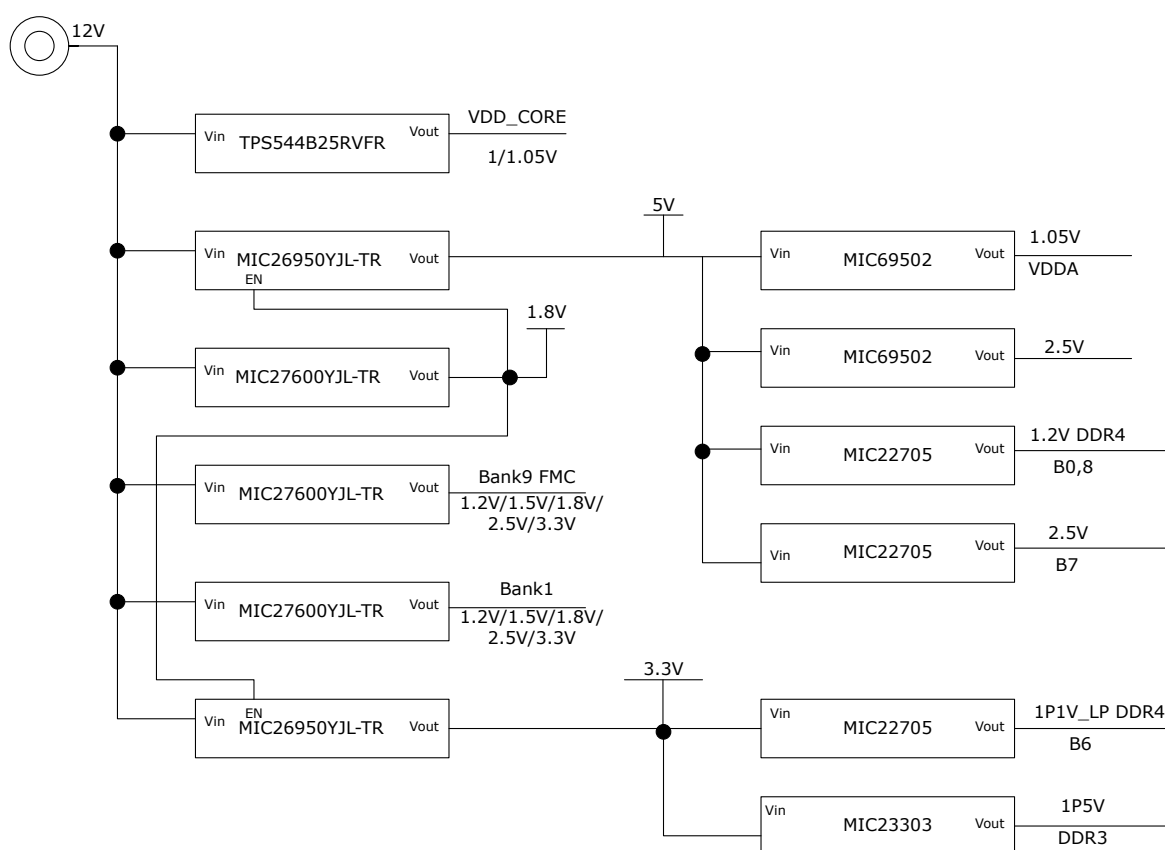 12V
Vin TPS544B25RVFR Vout
VDD_CORE
1/1.05V
Vin MIC26950YJL-TR Vout
EN
5V
Vin MIC69502 Vout
1.05V
VDDA
1.8V
Vin MIC27600YJL-TR Vout
Vin MIC69502 Vout
2.5V
Vin MIC22705 Vout
1.2V DDR4
B0,8
Vin MIC27600YJL-TR Vout
Bank9 FMC
1.2V/1.5V/1.8V/
2.5V/3.3V
Vin MIC22705 Vout
2.5V
B7
Vin MIC27600YJL-TR Vout
Bank1
1.2V/1.5V/1.8V/
2.5V/3.3V
EN
Vin MIC26950YJL-TR Vout
3.3V
Vin MIC22705 Vout
1P1V_LP DDR4
B6
Vin MIC23303 Vout
1P5V
DDR3